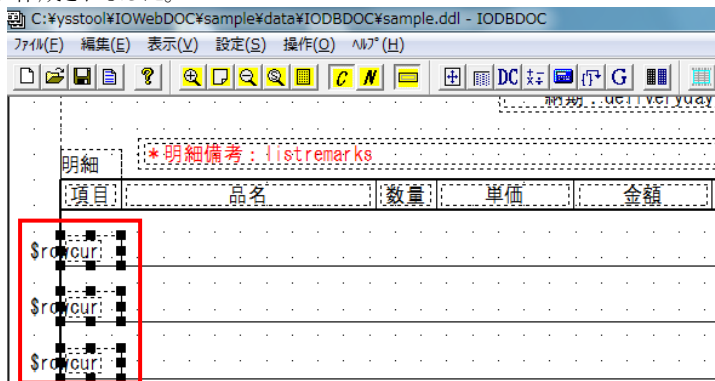 C:¥ysstool¥IOWebDOC¥sample¥data¥IODBDOC¥sample.ddl - IODBDOC
ﾌｧｲﾙ(F) 編集(E) 表示(V) 設定(S) 操作(O) ﾍﾙﾌﾟ(H)
C N DC G
納期：deliveryday
明細 *明細備考：listremarks
項目 品名 数量 単価 金額
$rowcur
$rowcur
$rowcur